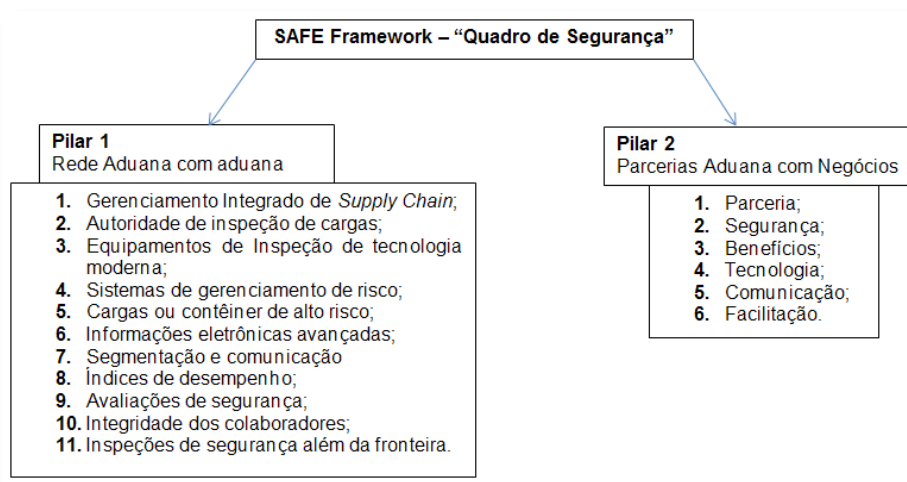 SAFE Framework – “Quadro de Segurança”
Pilar 1
Rede Aduana com aduana
1. Gerenciamento Integrado de Supply Chain;
2. Autoridade de inspeção de cargas;
3. Equipamentos de Inspeção de tecnologia
moderna;
4. Sistemas de gerenciamento de risco;
5. Cargas ou contêiner de alto risco;
6. Informações eletrônicas avançadas;
7. Segmentação e comunicação
8. Índices de desempenho;
9. Avaliações de segurança;
10. Integridade dos colaboradores;
11. Inspeções de segurança além da fronteira.
Pilar 2
Parcerias Aduana com Negócios
1. Parceria;
2. Segurança;
3. Benefícios;
4. Tecnologia;
5. Comunicação;
6. Facilitação.